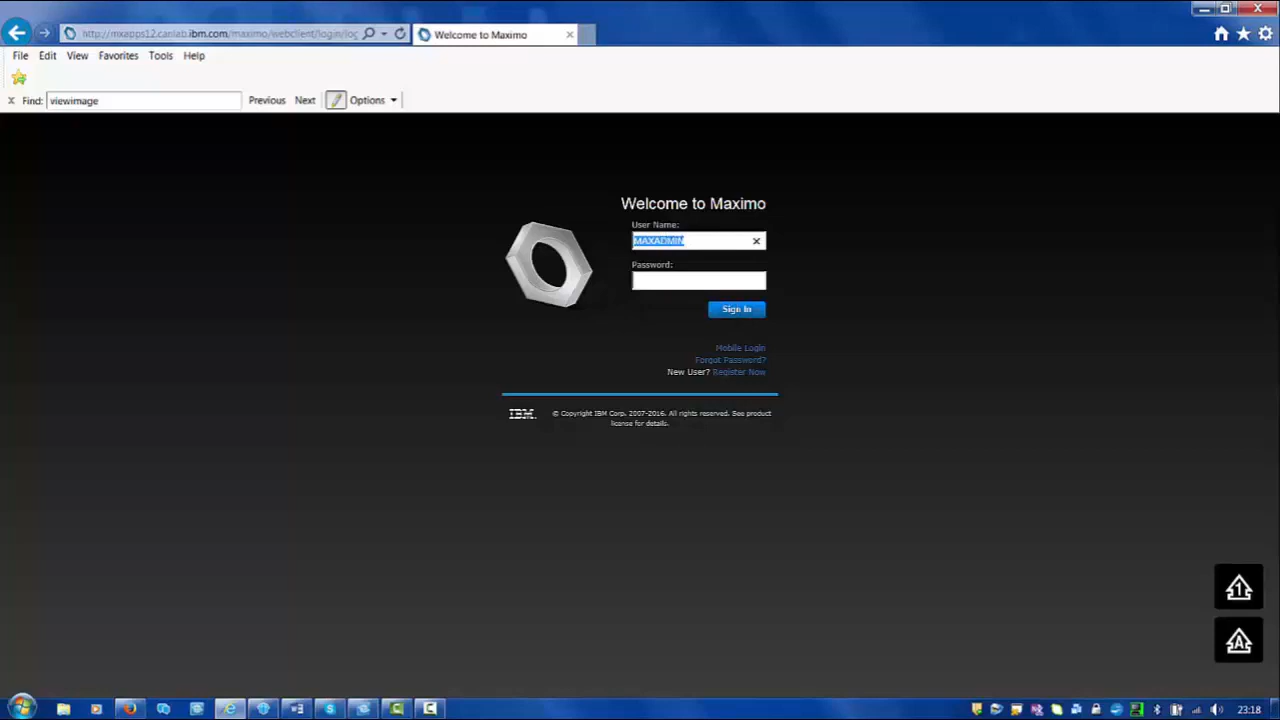 http://mxapps12.canlab.ibm.com/maximo/webclient/login/log
Welcome to Maximo
File Edit View Favorites Tools Help
x Find: viewimage Previous Next Options
Welcome to Maximo
User Name:
MAXADMIN
Password:
Sign In
Mobile Login
Forgot Password?
New User? Register Now
IBM. © Copyright IBM Corp. 2007-2016. All rights reserved. See product
license for details.
1
A
23:18